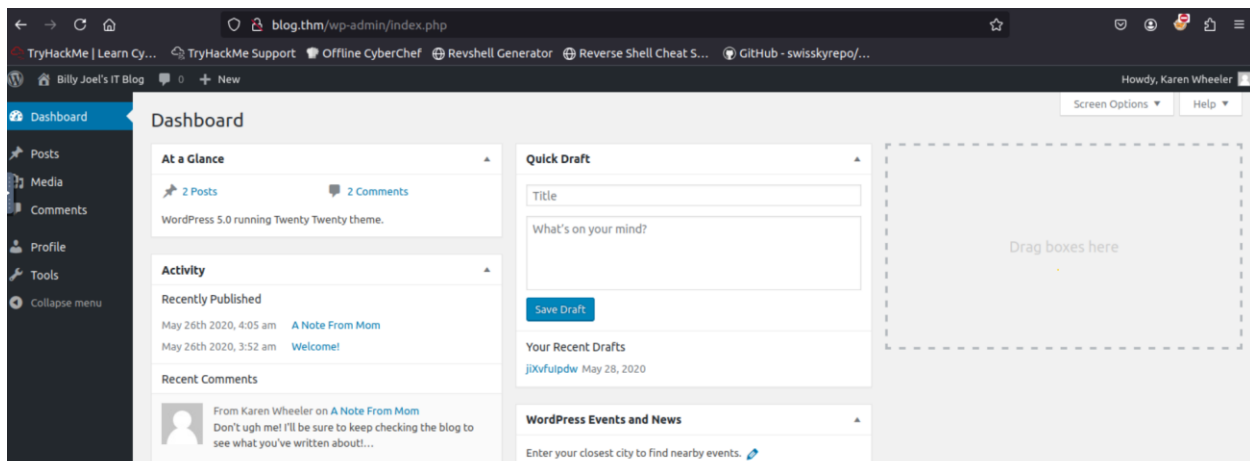 blog.thm/wp-admin/index.php
TryHackMe | Learn Cy... TryHackMe Support Offline CyberChef Revshell Generator Reverse Shell Cheat S... GitHub - swisskyrepo/...
Billy Joel's IT Blog 0 + New Howdy, Karen Wheeler
Screen Options ▼ Help ▼
Dashboard
Posts
Media
Comments
Profile
Tools
Collapse menu
Dashboard
At a Glance
2 Posts 2 Comments
WordPress 5.0 running Twenty Twenty theme.
Activity
Recently Published
May 26th 2020, 4:05 am A Note From Mom
May 26th 2020, 3:52 am Welcome!
Recent Comments
From Karen Wheeler on A Note From Mom
Don't ugh me! I'll be sure to keep checking the blog to
see what you've written about!...
Quick Draft
Title
What's on your mind?
Save Draft
Your Recent Drafts
jiXvfulpdw May 28, 2020
WordPress Events and News
Enter your closest city to find nearby events.
Drag boxes here